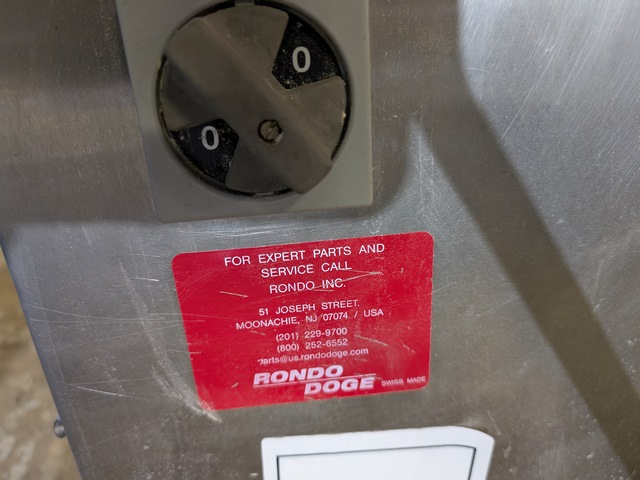 0
0
FOR EXPERT PARTS AND
SERVICE CALL
RONDO INC.
51 JOSEPH STREET.
MOONACHIE, NJ 07074 / USA
(201) 229-9700
(800) 252-6552
parts@us.rondodoge.com
RONDO
DOGE SWISS MADE